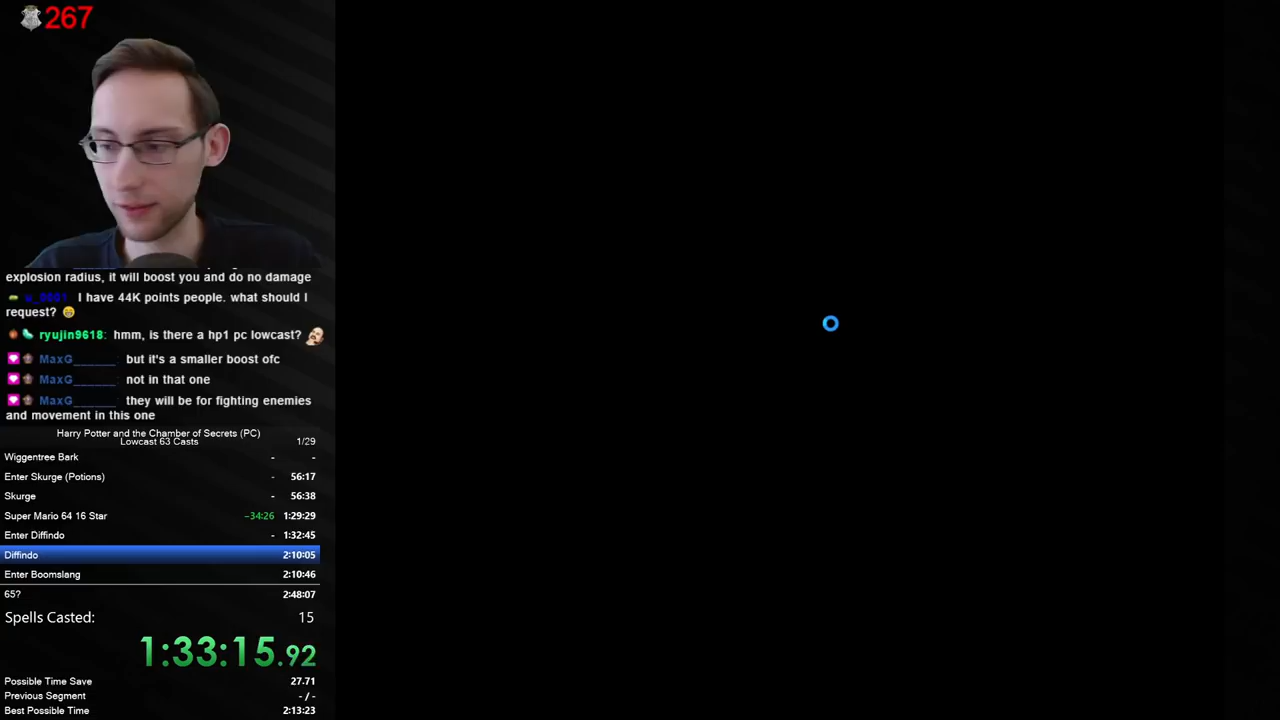 267
explosion radius, it will boost you and do no damage
I have 44K points people. what should I
request?
ryujin9618: hmm, is there a hp1 pc lowcast?
MaxG______: but it's a smaller boost ofc
MaxG______: not in that one
MaxG______: they will be for fighting enemies
and movement in this one
Harry Potter and the Chamber of Secrets (PC)
Lowcast 63 Casts 1/29
Wiggentree Bark - -
Enter Skurge (Potions) - 56:17
Skurge - 56:38
Super Mario 64 16 Star −34:26 1:29:29
Enter Diffindo - 1:32:45
Diffindo 2:10:05
Enter Boomslang 2:10:46
65? 2:48:07
Spells Casted: 15
1:33:15.92
Possible Time Save 27.71
Previous Segment - / -
Best Possible Time 2:13:23